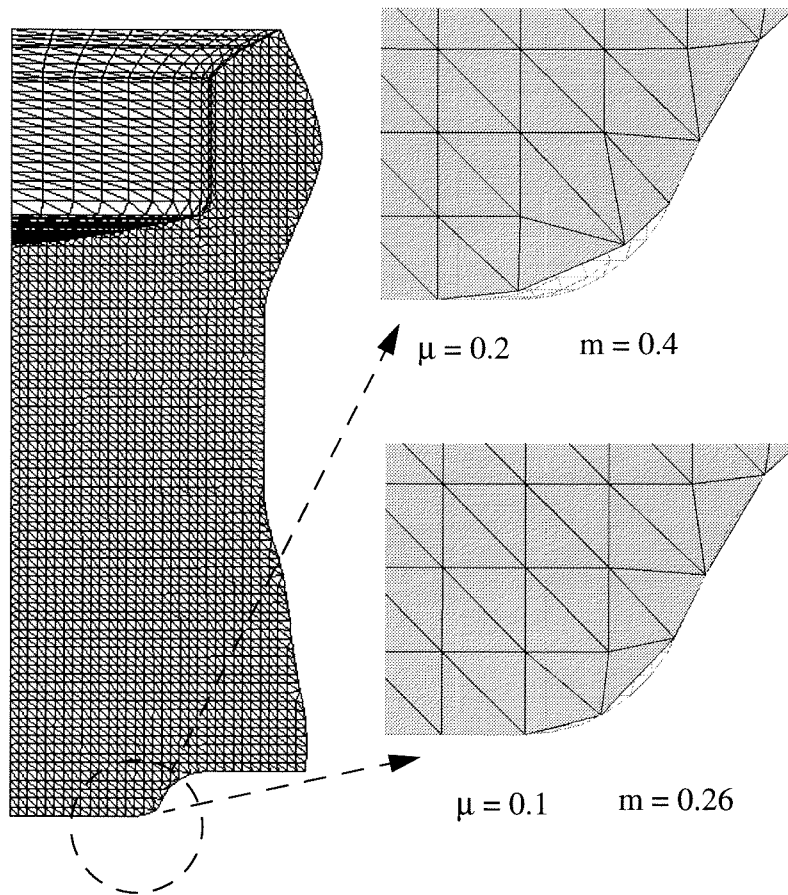 μ = 0.2 m = 0.4
μ = 0.1 m = 0.26